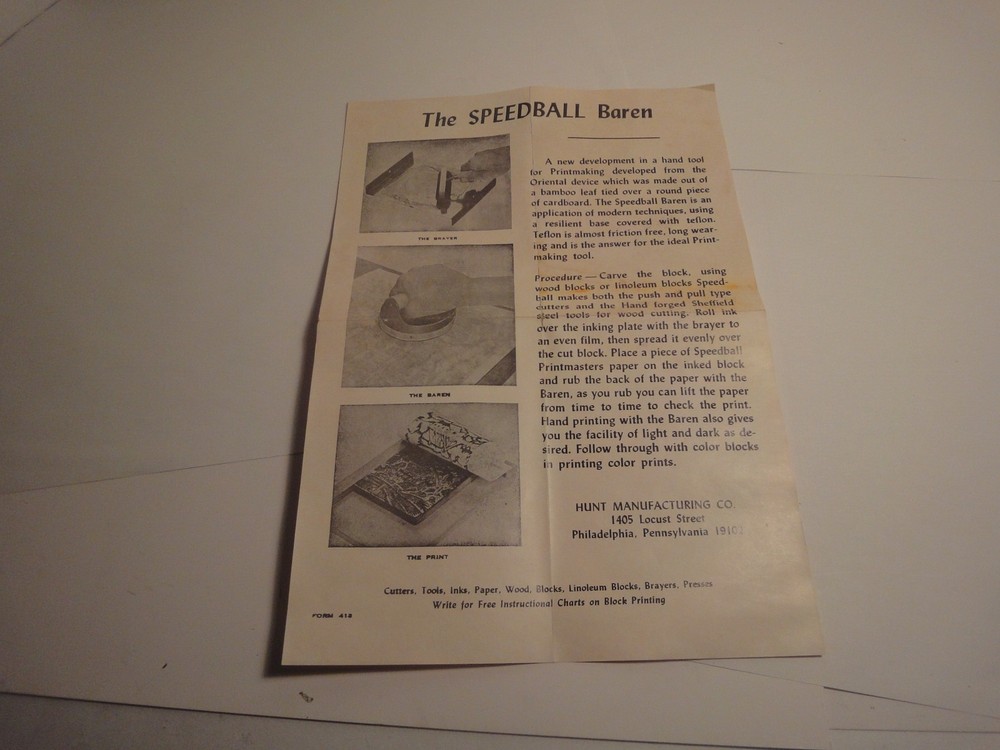 The SPEEDBALL Baren
THE BRAYER
THE BAREN
THE PRINT
A new development in a hand tool
for Printmaking developed from the
Oriental device which was made out of
a bamboo leaf tied over a round piece
of cardboard. The Speedball Baren is an
application of modern techniques, using
a resilient base covered with teflon.
Teflon is almost friction free, long wear-
ing and is the answer for the ideal Print-
making tool.
Procedure — Carve the block, using
wood blocks or linoleum blocks Speed-
ball makes both the push and pull type
cutters and the Hand forged Sheffield
steel tools for wood cutting. Roll ink
over the inking plate with the brayer to
an even film, then spread it evenly over
the cut block. Place a piece of Speedball
Printmasters paper on the inked block
and rub the back of the paper with the
Baren, as you rub you can lift the paper
from time to time to check the print.
Hand printing with the Baren also gives
you the facility of light and dark as de-
sired. Follow through with color blocks
in printing color prints.
HUNT MANUFACTURING CO.
1405 Locust Street
Philadelphia, Pennsylvania 19102
Cutters, Tools, Inks, Paper, Wood, Blocks, Linoleum Blocks, Brayers, Presses
Write for Free Instructional Charts on Block Printing
FORM 418